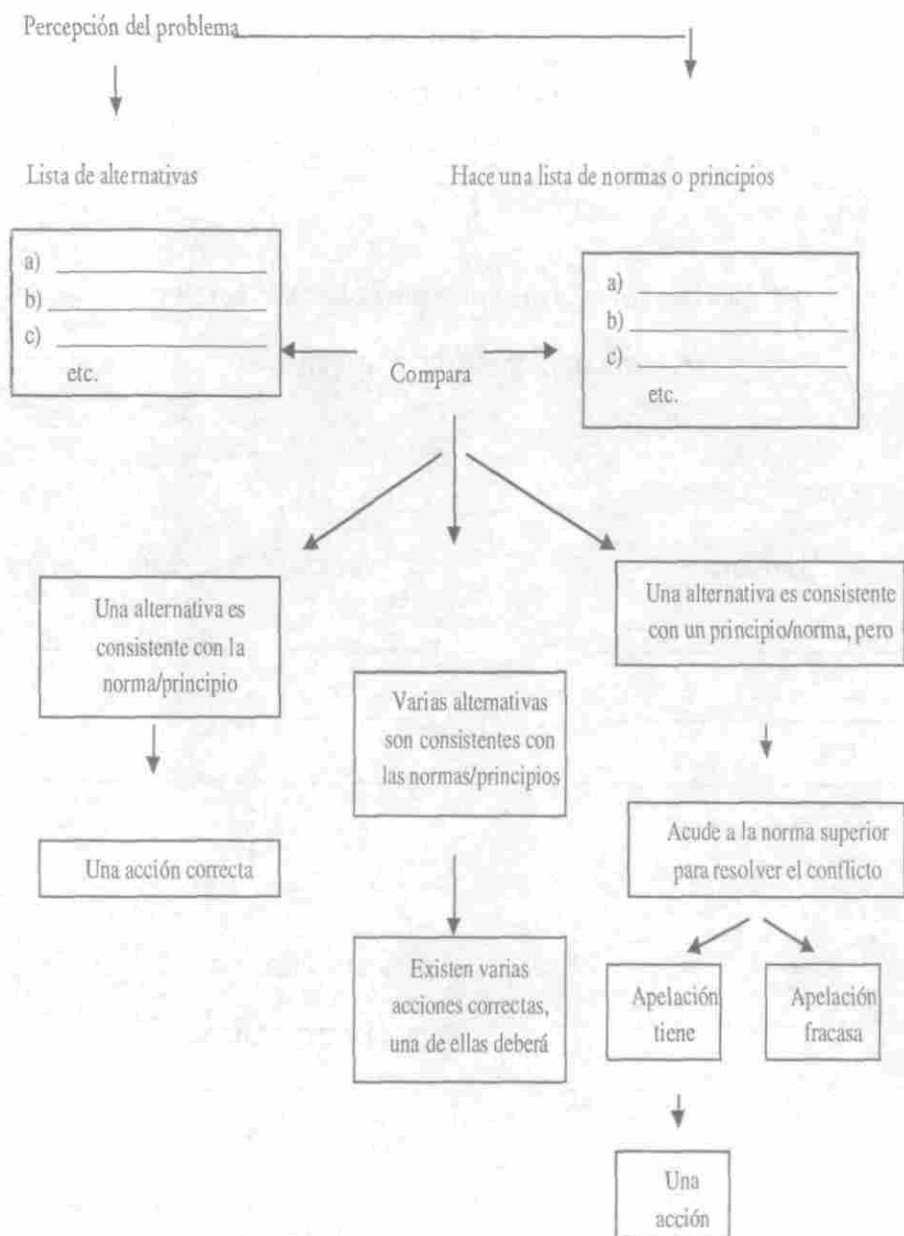 Percepción del problema
Lista de alternativas
Hace una lista de normas o principios
a)
b)
c)
etc.
a)
b)
c)
etc.
Compara
Una alternativa es
consistente con la
norma/principio
Varias alternativas
son consistentes con
las normas/principios
Una alternativa es consistente
con un principio/norma, pero
Una acción correcta
Existen varias
acciones correctas,
una de ellas deberá
Acude a la norma superior
para resolver el conflicto
Apelación
tiene
Apelación
fracasa
Una
acción